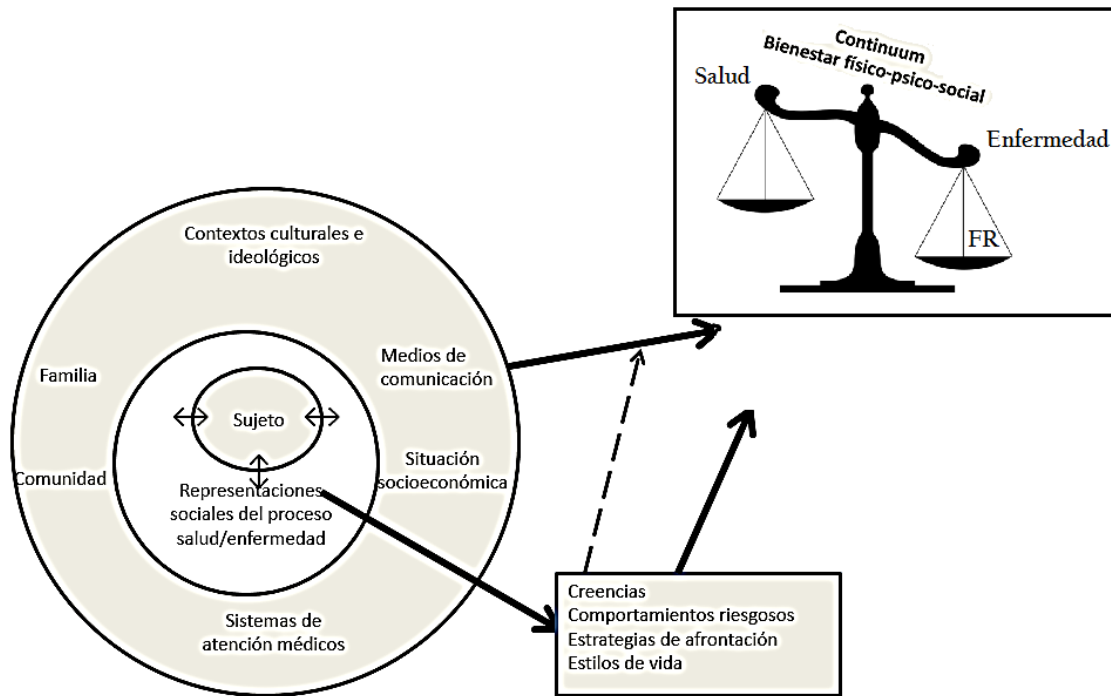 Continuum
Bienestar físico-psico-social
Salud
Enfermedad
FR
Contextos culturales e
ideológicos
Familia
Medios de
comunicación
Sujeto
Comunidad
Situación
socioeconómica
Representaciones
sociales del proceso
salud/enfermedad
Sistemas de
atención médicos
Creencias
Comportamientos riesgosos
Estrategias de afrontación
Estilos de vida